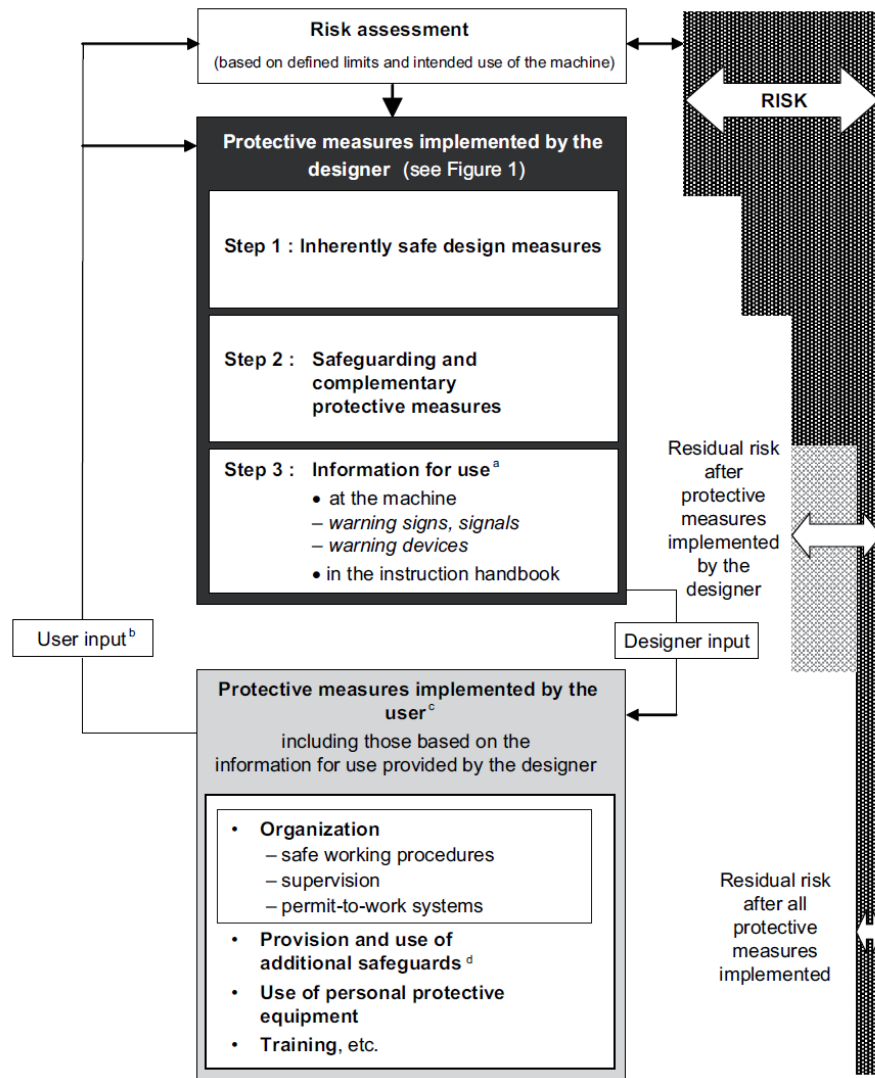 Risk assessment
(based on defined limits and intended use of the machine)
RISK
Protective measures implemented by the
designer (see Figure 1)
Step 1 : Inherently safe design measures
Step 2 : Safeguarding and
complementary
protective measures
Step 3 : Information for use a
• at the machine
– warning signs, signals
– warning devices
• in the instruction handbook
Residual risk
after
protective
measures
implemented
by the
designer
User input b
Designer input
Protective measures implemented by the
user c
including those based on the
information for use provided by the designer
• Organization
– safe working procedures
– supervision
– permit-to-work systems
• Provision and use of
additional safeguards d
• Use of personal protective
equipment
• Training, etc.
Residual risk
after all
protective
measures
implemented